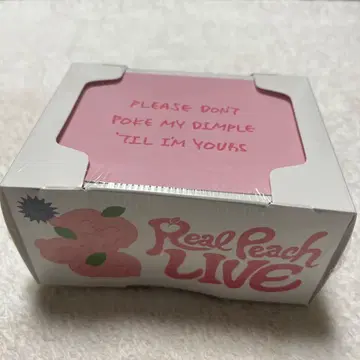 PLEASE DON'T
POKE MY DIMPLE
'TIL I'M YOURS
Real Peach
LIVE